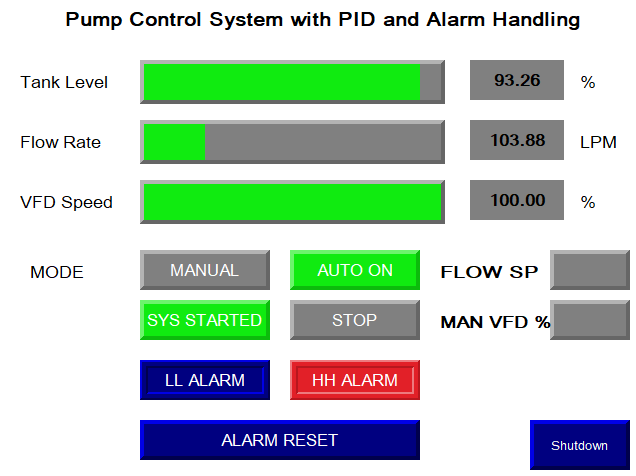 Pump Control System with PID and Alarm Handling
Tank Level 93.26 %
Flow Rate 103.88 LPM
VFD Speed 100.00 %
MODE MANUAL AUTO ON FLOW SP
SYS STARTED STOP MAN VFD %
LL ALARM HH ALARM
ALARM RESET Shutdown